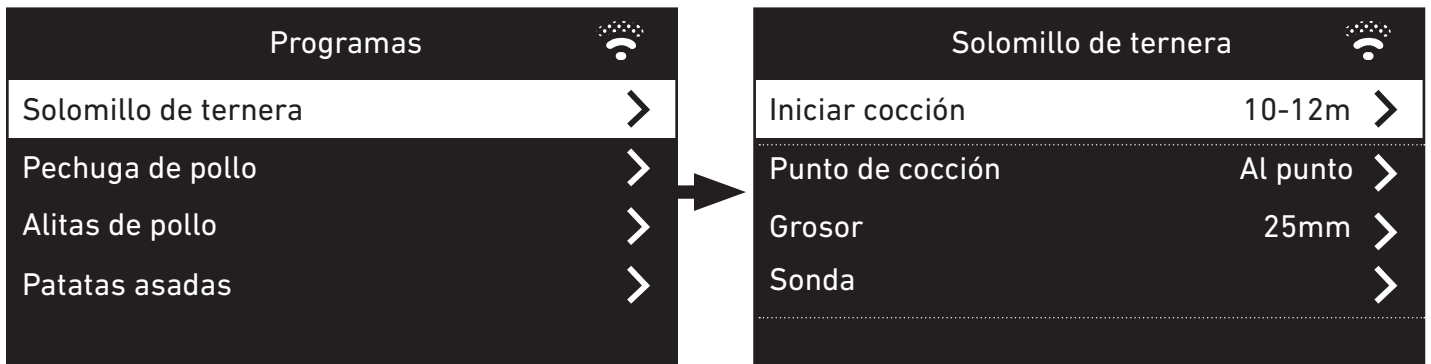 Programas
Solomillo de ternera
Pechuga de pollo
Alitas de pollo
Patatas asadas
Solomillo de ternera
Iniciar cocción 10-12m
Punto de cocción Al punto
Grosor 25mm
Sonda